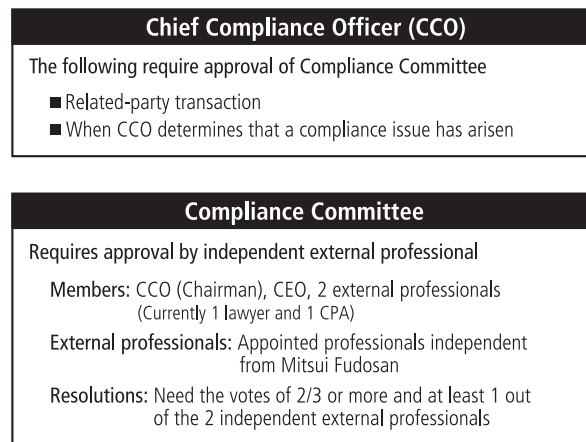 Chief Compliance Officer (CCO)
The following require approval of Compliance Committee
■ Related-party transaction
■ When CCO determines that a compliance issue has arisen
Compliance Committee
Requires approval by independent external professional
Members: CCO (Chairman), CEO, 2 external professionals
(Currently 1 lawyer and 1 CPA)
External professionals: Appointed professionals independent
from Mitsui Fudosan
Resolutions: Need the votes of 2/3 or more and at least 1 out
of the 2 independent external professionals